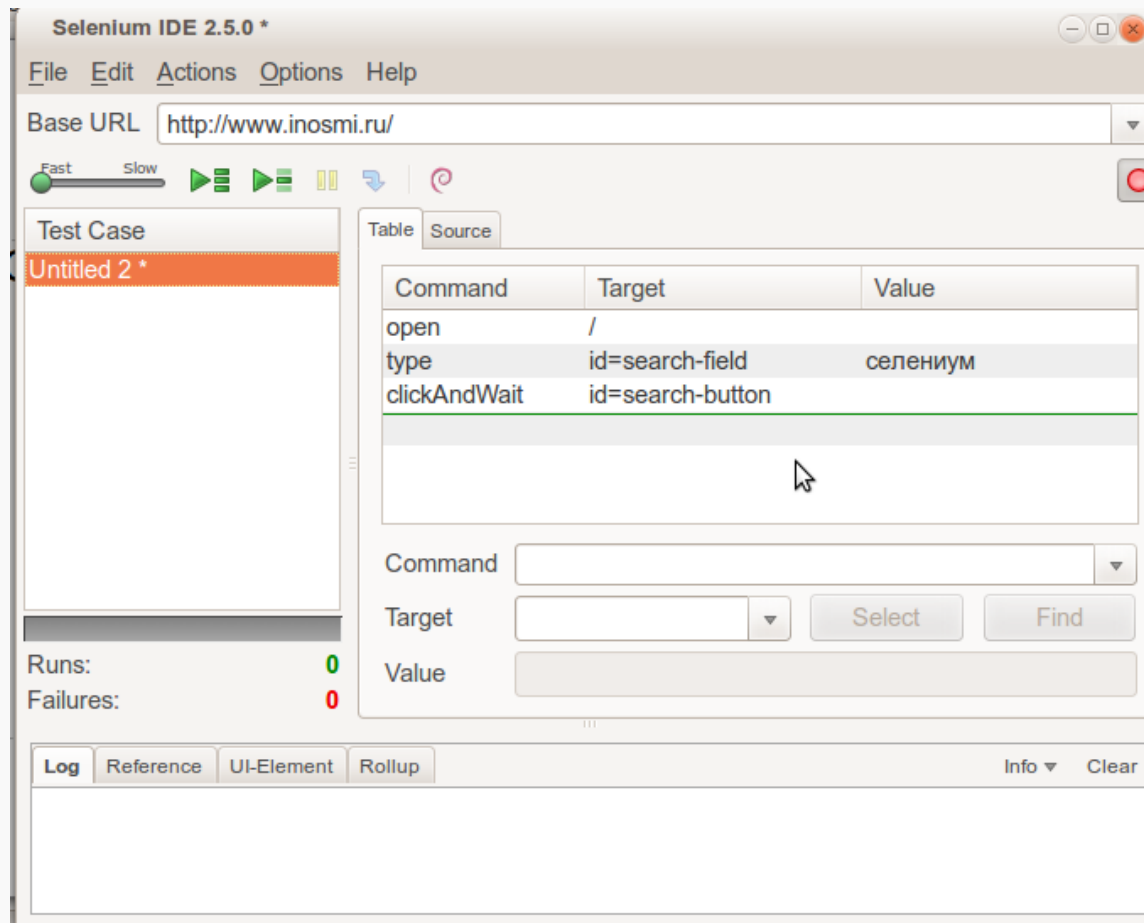 Selenium IDE 2.5.0 *
File Edit Actions Options Help
Base URL http://www.inosmi.ru/
Fast Slow
Test Case
Untitled 2 *
Table Source
Command Target Value
open /
type id=search-field селениум
clickAndWait id=search-button
Command
Target Select Find
Value
Runs: 0
Failures: 0
Log Reference UI-Element Rollup Info Clear